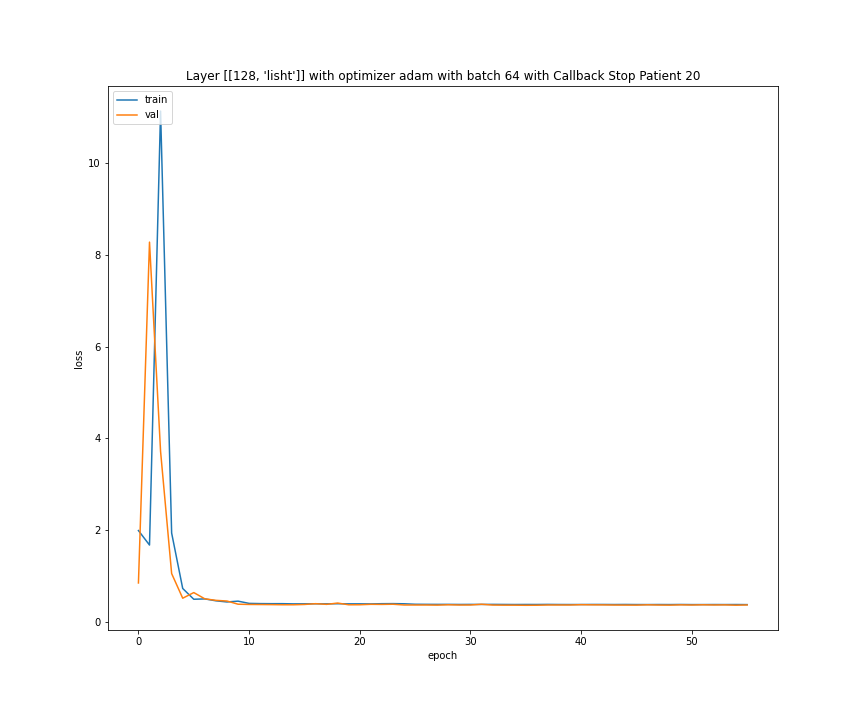 Layer [[128, 'lisht']] with optimizer adam with batch 64 with Callback Stop Patient 20
train
val
10
8
6
4
2
0
loss
0
10
20
30
40
50
epoch